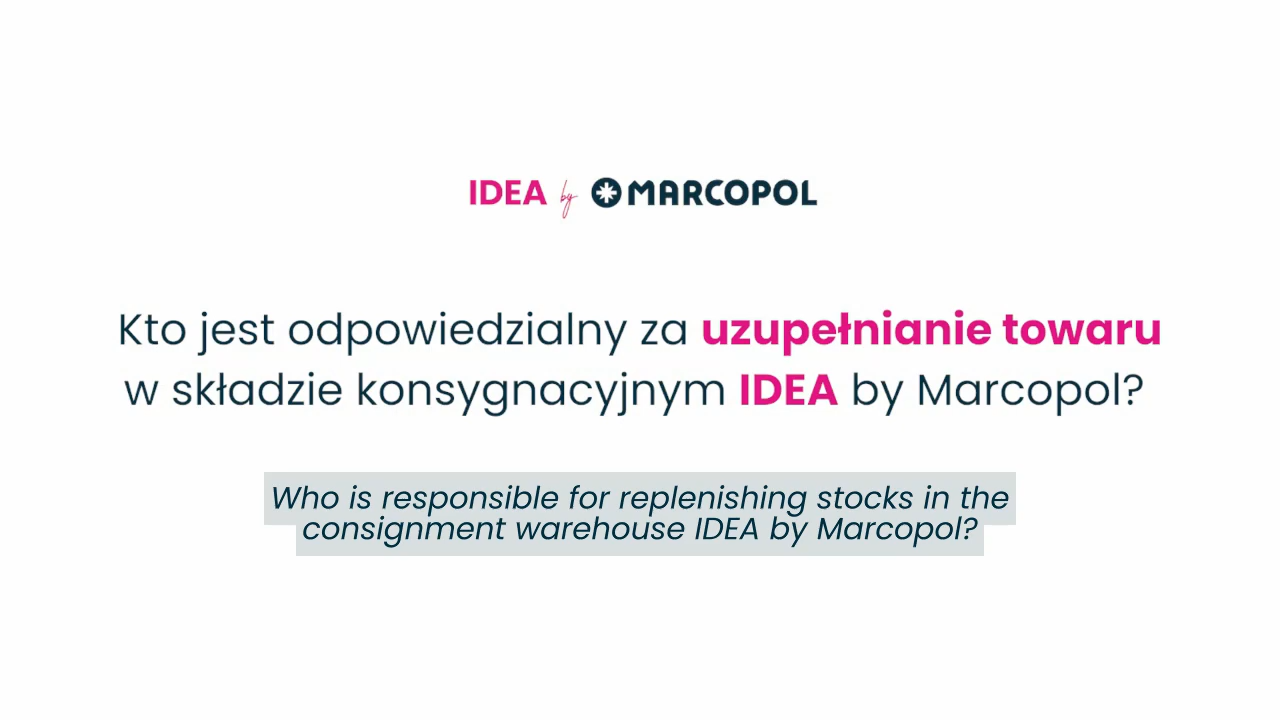 IDEA by MARCOPOL
Kto jest odpowiedzialny za uzupełnianie towaru
w składzie konsygnacyjnym IDEA by Marcopol?
Who is responsible for replenishing stocks in the
consignment warehouse IDEA by Marcopol?